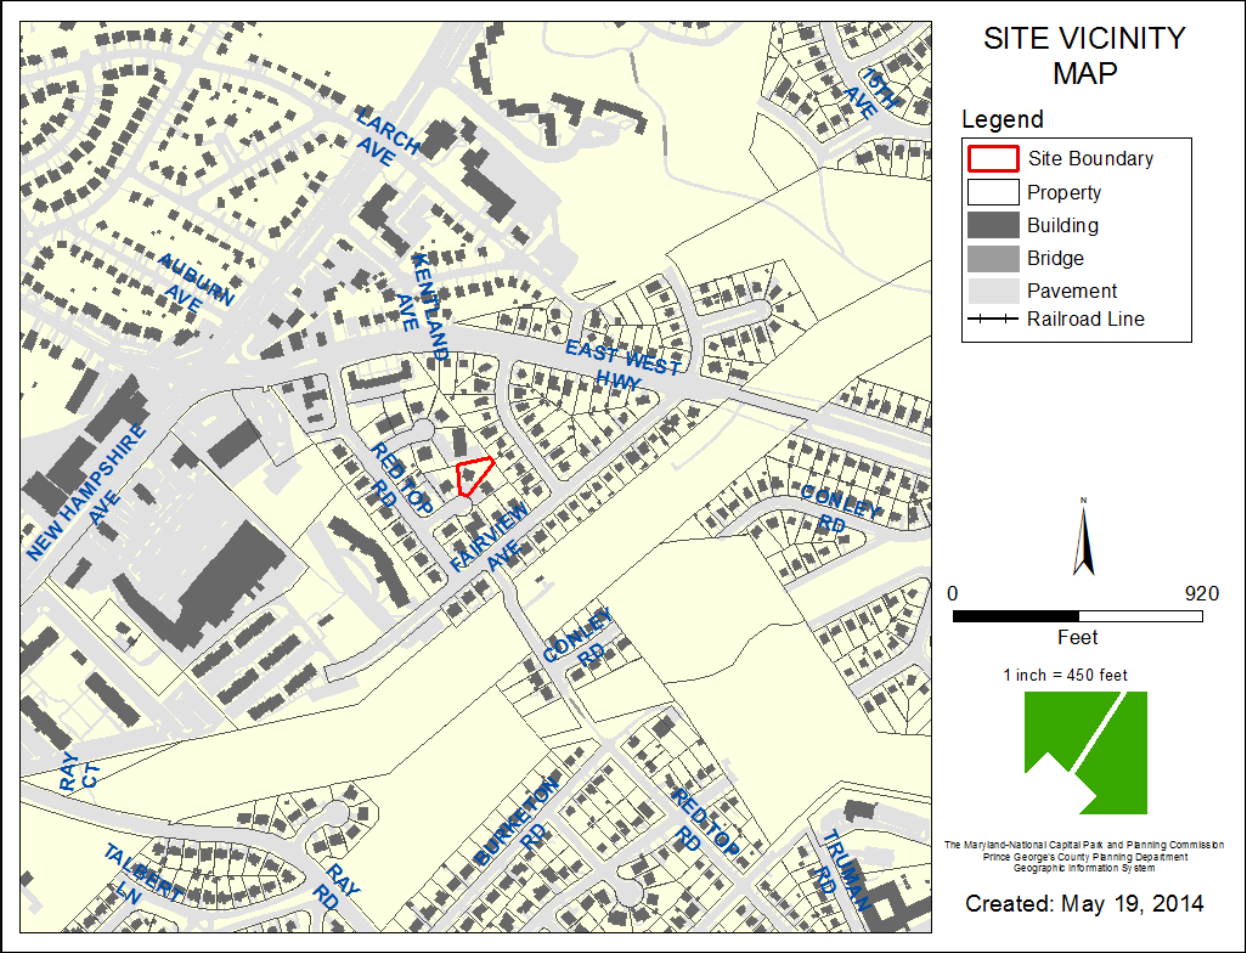 SITE VICINITY
MAP
Legend
Site Boundary
Property
Building
Bridge
Pavement
Railroad Line
N
0
920
Feet
1 inch = 450 feet
The Maryland-National Capital Park and Planning Commission
Prince George's County Planning Department
Geographic Information System
Created: May 19, 2014
15TH
AVE
LARCH
AVE
AUBURN
AVE
KENTLAND
AVE
EAST WEST
HWY
NEW HAMPSHIRE
AVE
RED TOP
RD
FAIRVIEW
AVE
CONLEY
RD
CONLEY
RD
RAY
CT
BURKETON
RD
RED TOP
RD
TRUMAN
RD
TALBERT
LN
RAY
RD